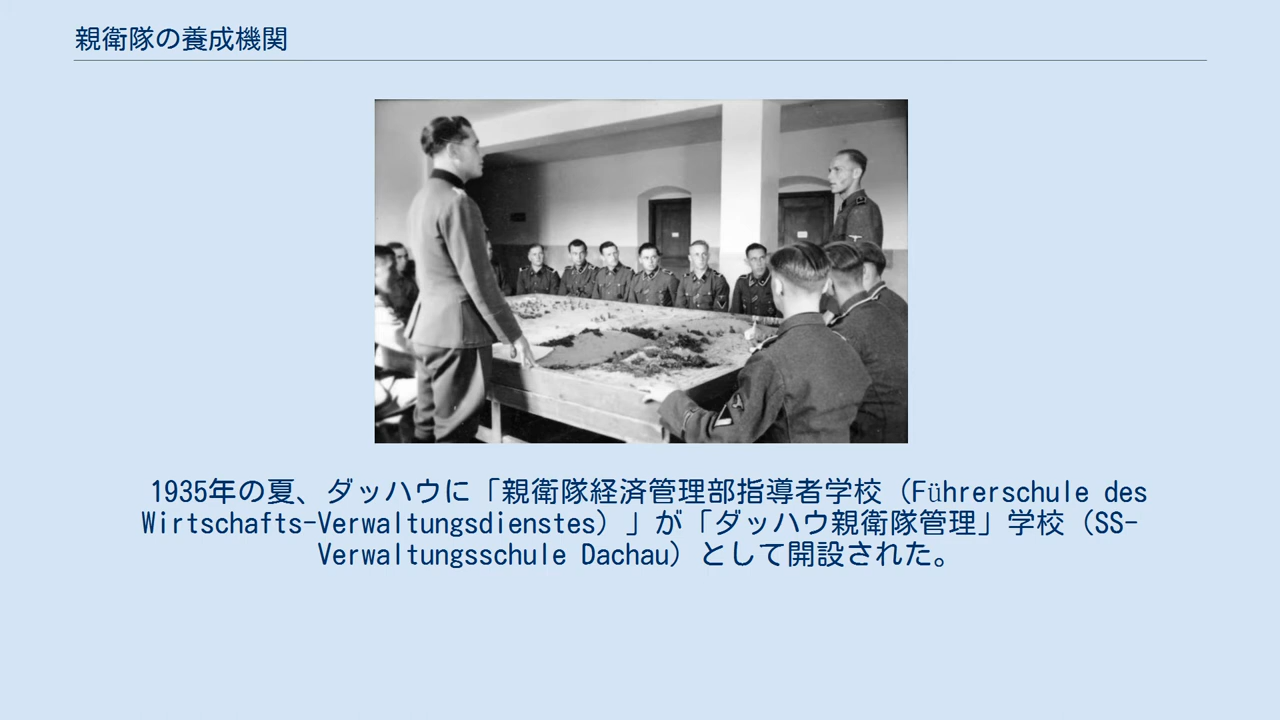 親衛隊の養成機関
1935年の夏、ダッハウに「親衛隊経済管理部指導者学校（Führerschule des
Wirtschafts-Verwaltungsdienstes）」が「ダッハウ親衛隊管理」学校（SS-
Verwaltungsschule Dachau）として開設された。